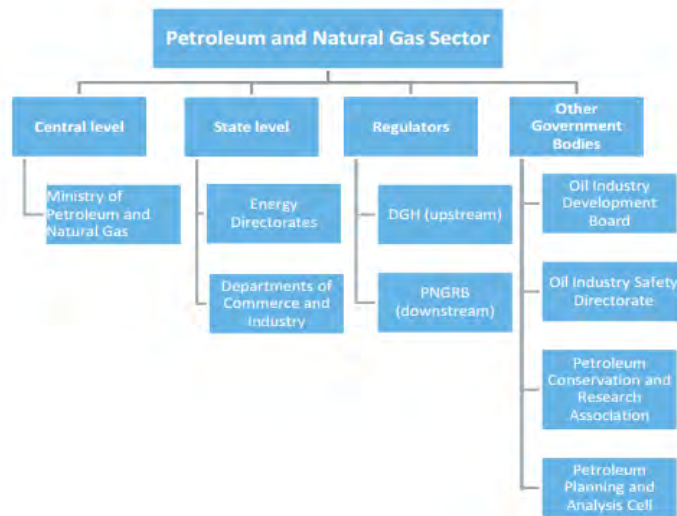 Petroleum and Natural Gas Sector
Central level
State level
Regulators
Other
Government
Bodies
Ministry of
Petroleum and
Natural Gas
Energy
Directorates
Departments of
Commerce and
Industry
DGH (upstream)
PNGRB
(downstream)
Oil Industry
Development
Board
Oil Industry Safety
Directorate
Petroleum
Conservation and
Research
Association
Petroleum
Planning and
Analysis Cell